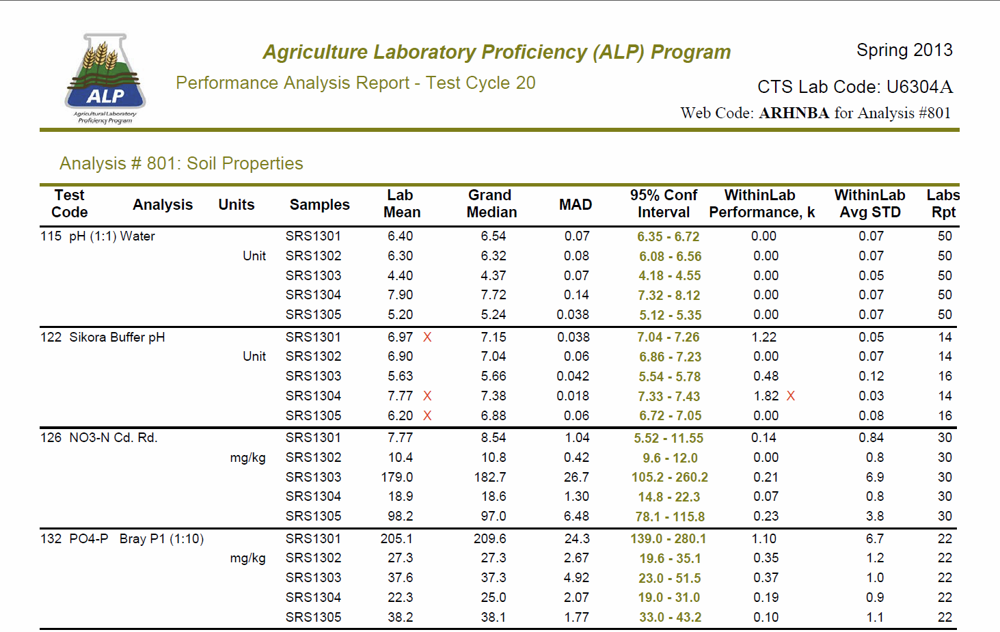 Agriculture Laboratory Proficiency (ALP) Program
Spring 2013
Performance Analysis Report - Test Cycle 20
CTS Lab Code: U6304A
Web Code: ARHNBA for Analysis #801
ALP
Agricultural Laboratory
Proficiency Program
Analysis # 801: Soil Properties
Test Code Analysis Units Samples Lab Mean Grand Median MAD 95% Conf Interval WithinLab Performance, k WithinLab Avg STD Labs Rpt
115 pH (1:1) Water SRS1301 6.40 6.54 0.07 6.35 - 6.72 0.00 0.07 50
Unit SRS1302 6.30 6.32 0.08 6.08 - 6.56 0.00 0.07 50
SRS1303 4.40 4.37 0.07 4.18 - 4.55 0.00 0.05 50
SRS1304 7.90 7.72 0.14 7.32 - 8.12 0.00 0.07 50
SRS1305 5.20 5.24 0.038 5.12 - 5.35 0.00 0.07 50
122 Sikora Buffer pH SRS1301 6.97 X 7.15 0.038 7.04 - 7.26 1.22 0.05 14
Unit SRS1302 6.90 7.04 0.06 6.86 - 7.23 0.00 0.07 14
SRS1303 5.63 5.66 0.042 5.54 - 5.78 0.48 0.12 16
SRS1304 7.77 X 7.38 0.018 7.33 - 7.43 1.82 X 0.03 14
SRS1305 6.20 X 6.88 0.06 6.72 - 7.05 0.00 0.08 16
126 NO3-N Cd. Rd. SRS1301 7.77 8.54 1.04 5.52 - 11.55 0.14 0.84 30
mg/kg SRS1302 10.4 10.8 0.42 9.6 - 12.0 0.00 0.8 30
SRS1303 179.0 182.7 26.7 105.2 - 260.2 0.21 6.9 30
SRS1304 18.9 18.6 1.30 14.8 - 22.3 0.07 0.8 30
SRS1305 98.2 97.0 6.48 78.1 - 115.8 0.23 3.8 30
132 PO4-P Bray P1 (1:10) SRS1301 205.1 209.6 24.3 139.0 - 280.1 1.10 6.7 22
mg/kg SRS1302 27.3 27.3 2.67 19.6 - 35.1 0.35 1.2 22
SRS1303 37.6 37.3 4.92 23.0 - 51.5 0.37 1.0 22
SRS1304 22.3 25.0 2.07 19.0 - 31.0 0.19 0.9 22
SRS1305 38.2 38.1 1.77 33.0 - 43.2 0.10 1.1 22